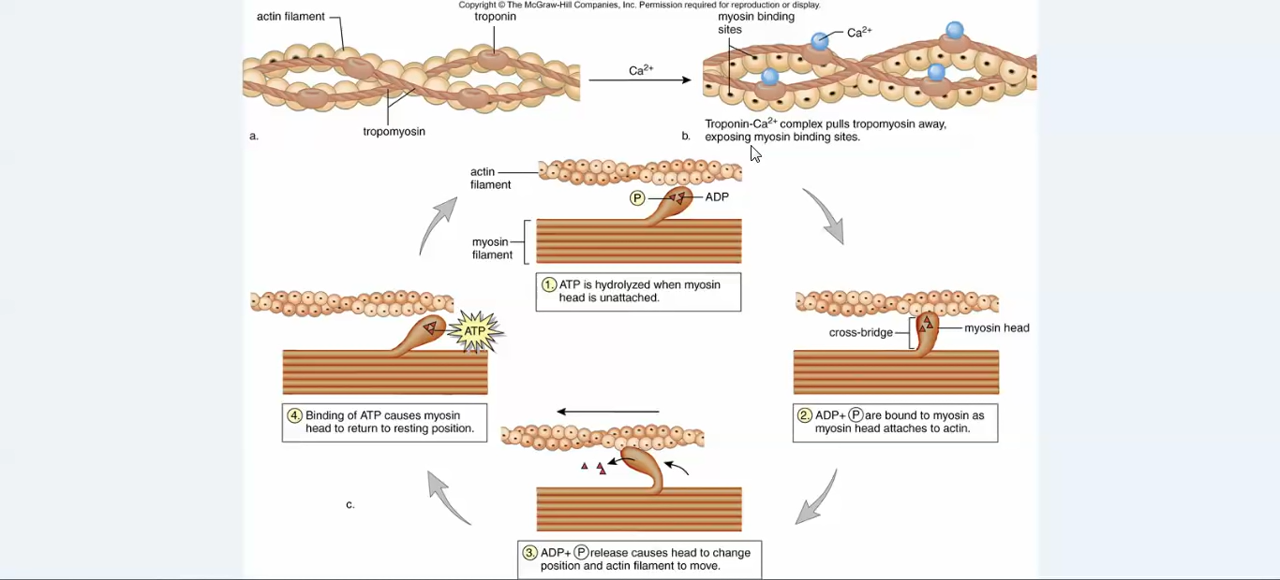 Copyright © The McGraw-Hill Companies, Inc. Permission required for reproduction or display.
actin filament
troponin
tropomyosin
a.
Ca²⁺
myosin binding
sites
Ca²⁺
b.
Troponin-Ca²⁺ complex pulls tropomyosin away,
exposing myosin binding sites.
actin
filament
P
ADP
myosin
filament
1. ATP is hydrolyzed when myosin
head is unattached.
cross-bridge
myosin head
2. ADP+ P are bound to myosin as
myosin head attaches to actin.
3. ADP+ P release causes head to change
position and actin filament to move.
ATP
4. Binding of ATP causes myosin
head to return to resting position.
c.